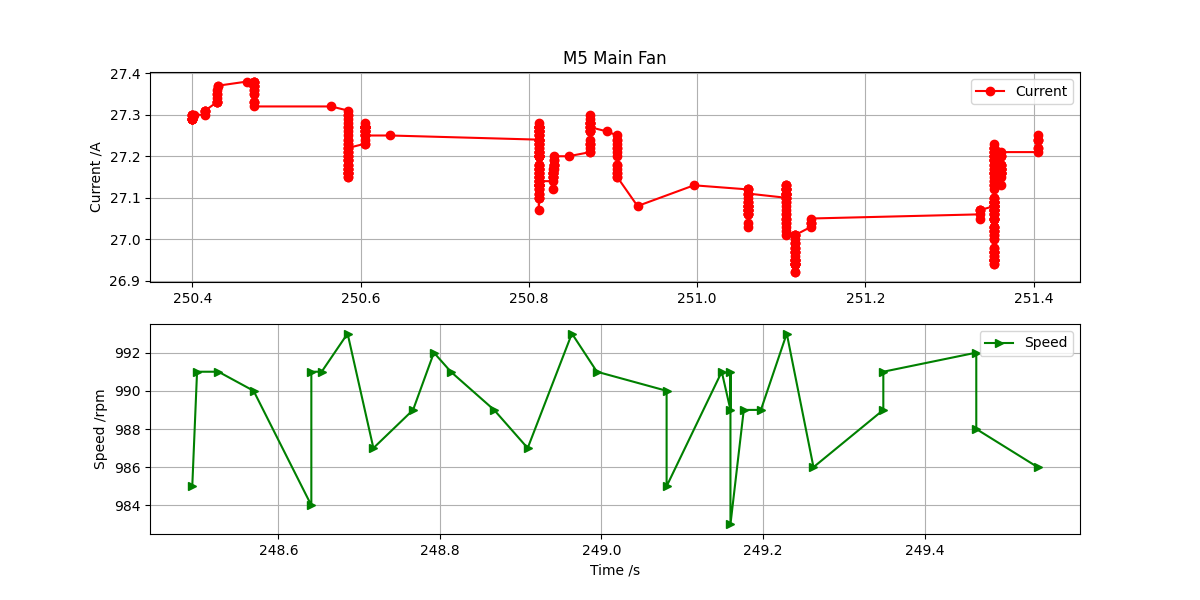 M5 Main Fan
27.4
27.3
27.2
27.1
27.0
26.9
Current /A
Current
250.4 250.6 250.8 251.0 251.2 251.4
992
990
988
986
984
Speed /rpm
Speed
248.6 248.8 249.0 249.2 249.4
Time /s